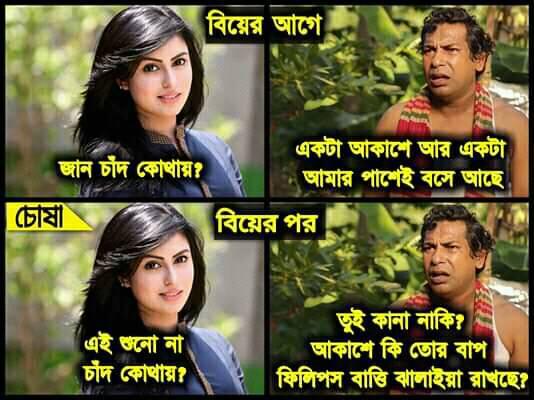 বিয়ের আগে
জান চাঁদ কোথায়?
একটা আকাশে আর একটা
আমার পাশেই বসে আছে
চোষা
বিয়ের পর
এই শুনো না
চাঁদ কোথায়?
তুই কানা নাকি?
আকাশে কি তোর বাপ
ফিলিপস বাত্তি ঝালাইয়া রাখছে?